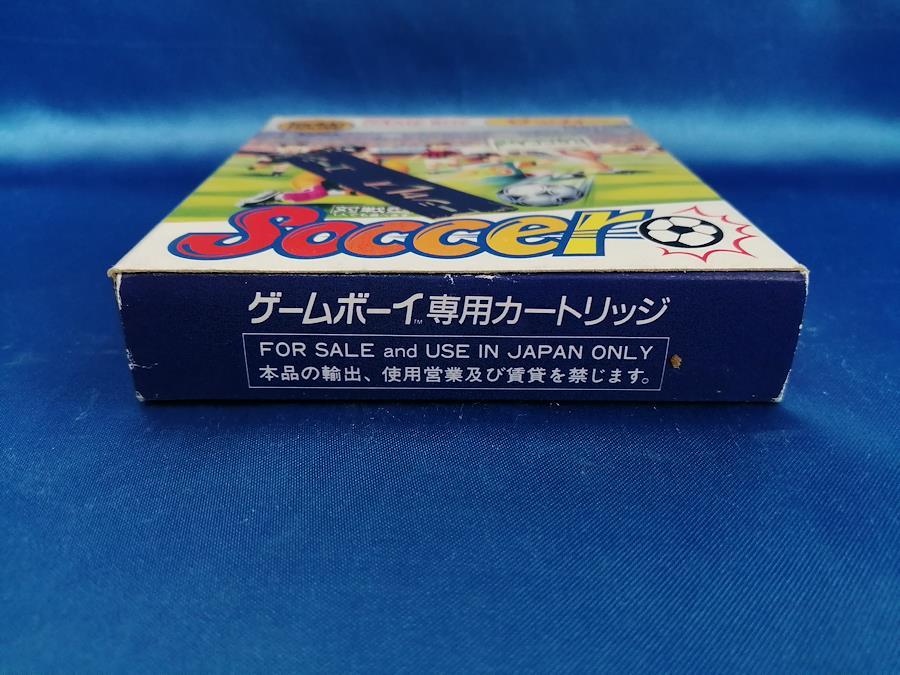 Soccer
ゲームボーイ™専用カートリッジ
FOR SALE and USE IN JAPAN ONLY
本品の輸出、使用営業及び賃貸を禁じます。